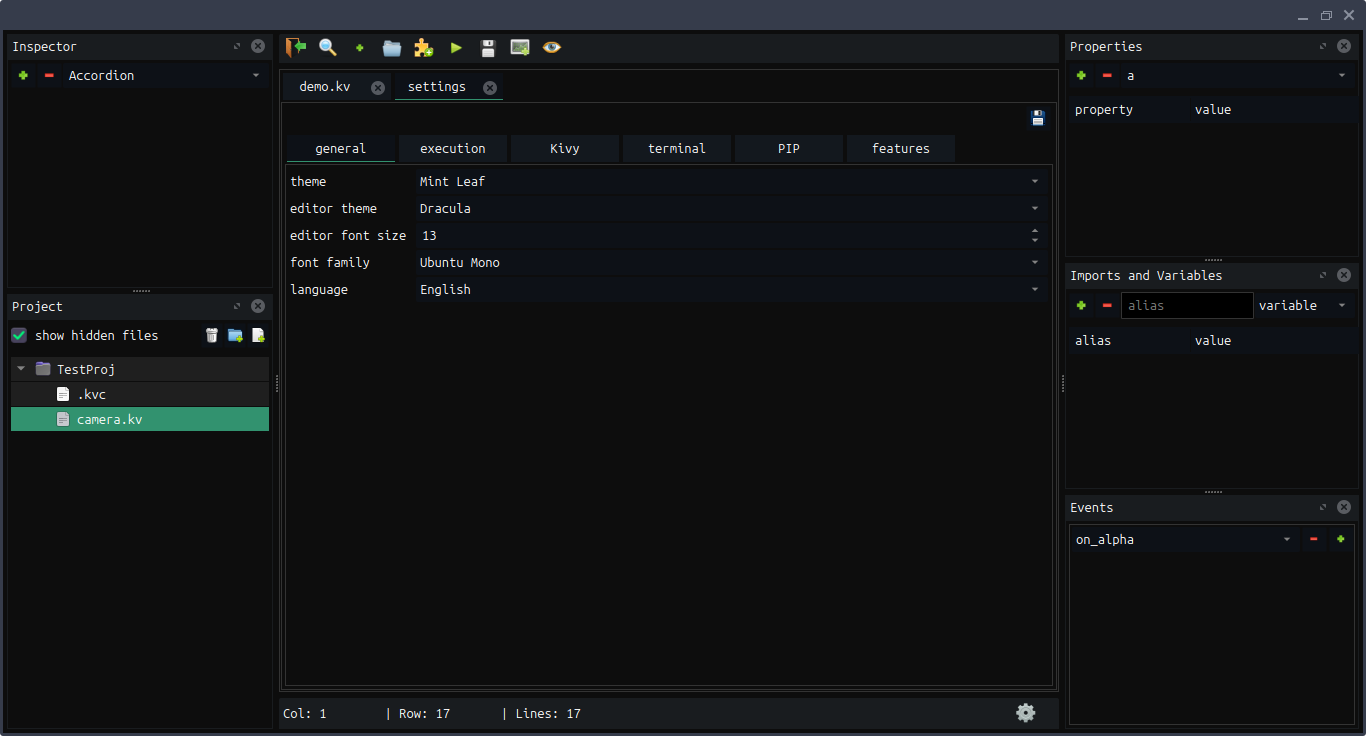 Inspector
Accordion
Project
show hidden files
TestProj
.kvc
camera.kv
demo.kv
settings
general execution Kivy terminal PIP features
theme Mint Leaf
editor theme Dracula
editor font size 13
font family Ubuntu Mono
language English
Col: 1 | Row: 17 | Lines: 17
Properties
a
property value
Imports and Variables
alias variable
alias value
Events
on_alpha